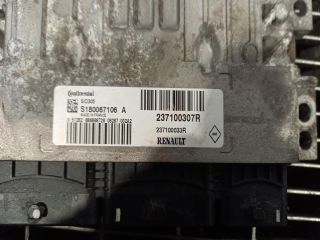 Continental
SID305
S180067106 A
MADE IN FRANCE
237100307R
237100033R
RENAULT